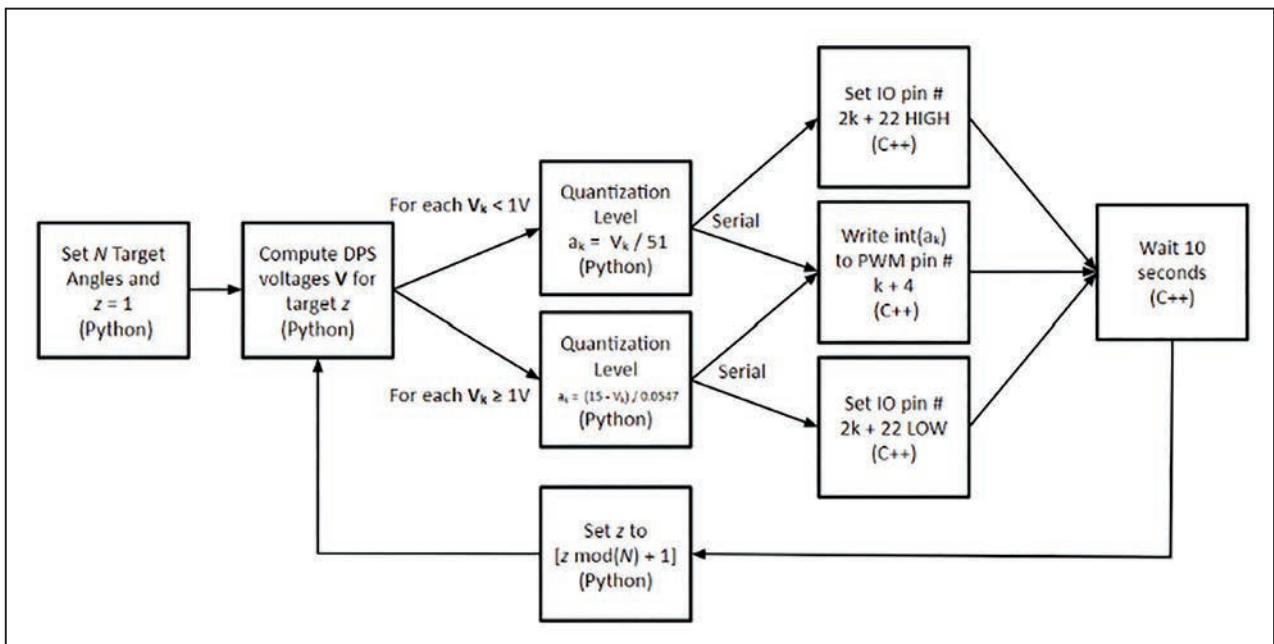 Set N Target
Angles and
z = 1
(Python)
Compute DPS
voltages V for
target z
(Python)
For each Vₖ < 1V
For each Vₖ ≥ 1V
Quantization
Level
aₖ = Vₖ / 51
(Python)
Quantization
Level
aₖ = (15 - Vₖ) / 0.0547
(Python)
Serial
Serial
Set IO pin #
2k + 22 HIGH
(C++)
Write int(aₖ)
to PWM pin #
k + 4
(C++)
Set IO pin #
2k + 22 LOW
(C++)
Wait 10
seconds
(C++)
Set z to
[z mod(N) + 1]
(Python)